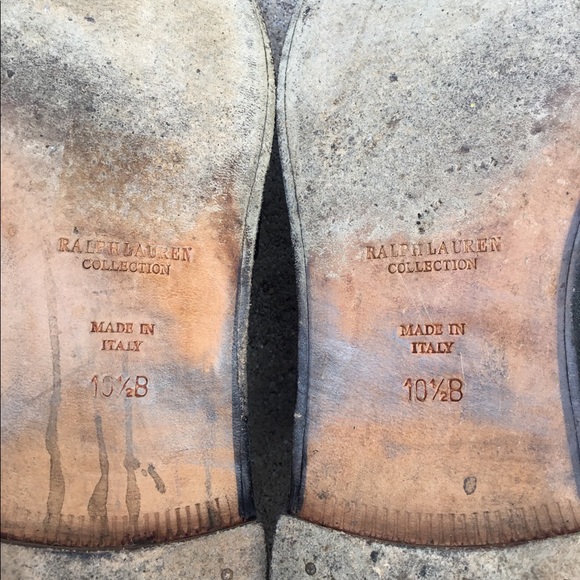 RALPH LAUREN
COLLECTION
MADE IN
ITALY
10½B
RALPH LAUREN
COLLECTION
MADE IN
ITALY
10½B